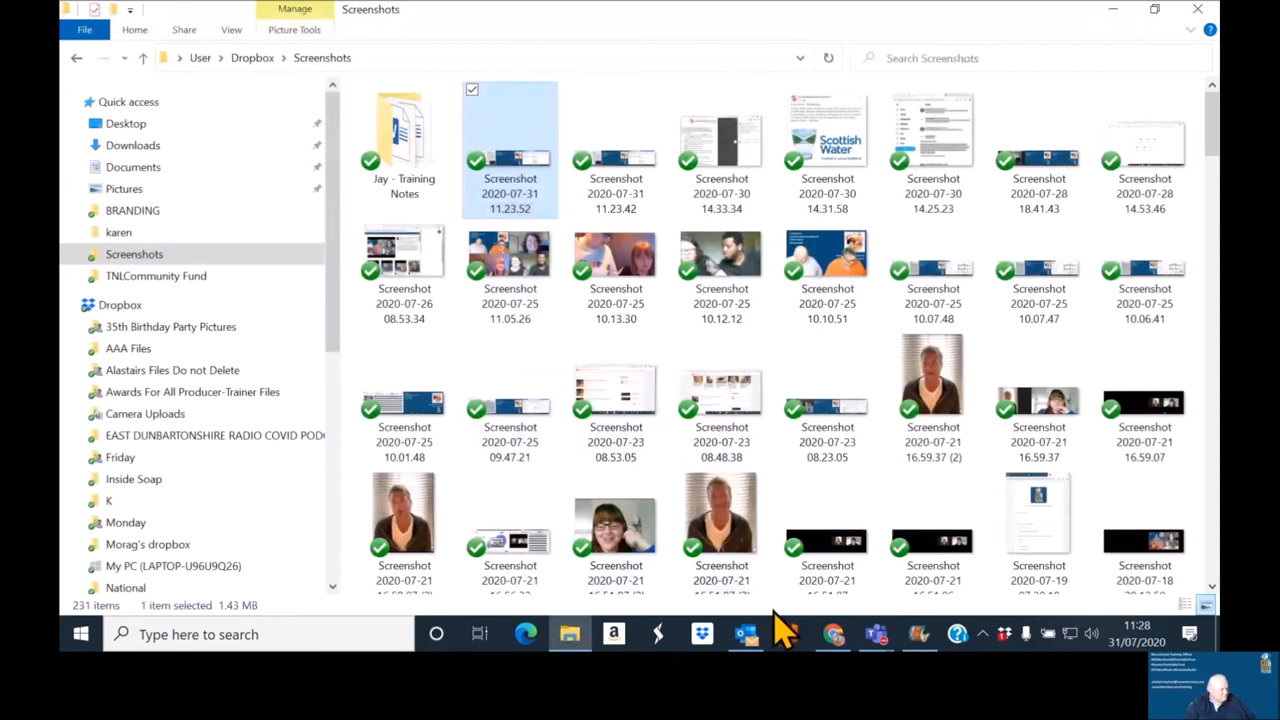 Manage
Screenshots
File
Home
Share
View
Picture Tools
User
Dropbox
Screenshots
Search Screenshots
Quick access
Desktop
Downloads
Documents
Pictures
BRANDING
karen
Screenshots
TNLCommunity Fund
Dropbox
35th Birthday Party Pictures
AAA Files
Alastairs Files Do not Delete
Awards For All Producer-Trainer Files
Camera Uploads
EAST DUNBARTONSHIRE RADIO COVID PODC
Friday
Inside Soap
K
Monday
Morag's dropbox
My PC (LAPTOP-U96U9Q26)
National
Scottish
Water
Jay - Training
Notes
Screenshot
2020-07-31
11.23.52
Screenshot
2020-07-31
11.23.42
Screenshot
2020-07-30
14.33.34
Screenshot
2020-07-30
14.31.58
Screenshot
2020-07-30
14.25.23
Screenshot
2020-07-28
18.41.43
Screenshot
2020-07-28
14.53.46
Screenshot
2020-07-26
08.53.34
Screenshot
2020-07-25
11.05.26
Screenshot
2020-07-25
10.13.30
Screenshot
2020-07-25
10.12.12
Screenshot
2020-07-25
10.10.51
Screenshot
2020-07-25
10.07.48
Screenshot
2020-07-25
10.07.47
Screenshot
2020-07-25
10.06.41
Screenshot
2020-07-25
10.01.48
Screenshot
2020-07-25
09.47.21
Screenshot
2020-07-23
08.53.05
Screenshot
2020-07-23
08.48.38
Screenshot
2020-07-23
08.23.05
Screenshot
2020-07-21
16.59.37 (2)
Screenshot
2020-07-21
16.59.37
Screenshot
2020-07-21
16.59.07
Screenshot
2020-07-21
Screenshot
2020-07-21
Screenshot
2020-07-21
Screenshot
2020-07-21
Screenshot
2020-07-21
Screenshot
2020-07-21
Screenshot
2020-07-19
Screenshot
2020-07-18
231 items
1 item selected
1.43 MB
Type here to search
11:28
31/07/2020